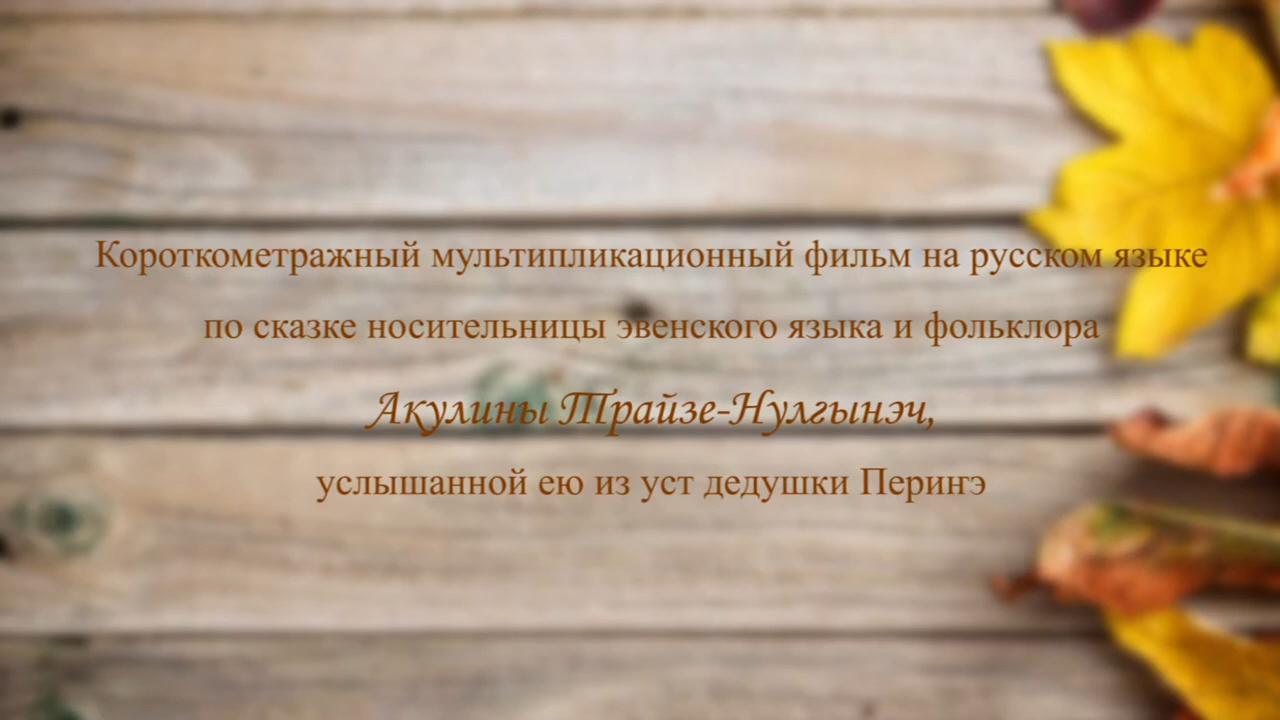 Короткометражный мультипликационный фильм на русском языке
по сказке носительницы эвенского языка и фольклора
Акулины Трайзе-Нулгынэч,
услышанной ею из уст дедушки Периҥэ